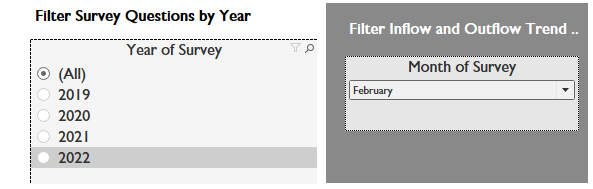 Filter Survey Questions by Year
Year of Survey
(All)
2019
2020
2021
2022
Filter Inflow and Outflow Trend ..
Month of Survey
February